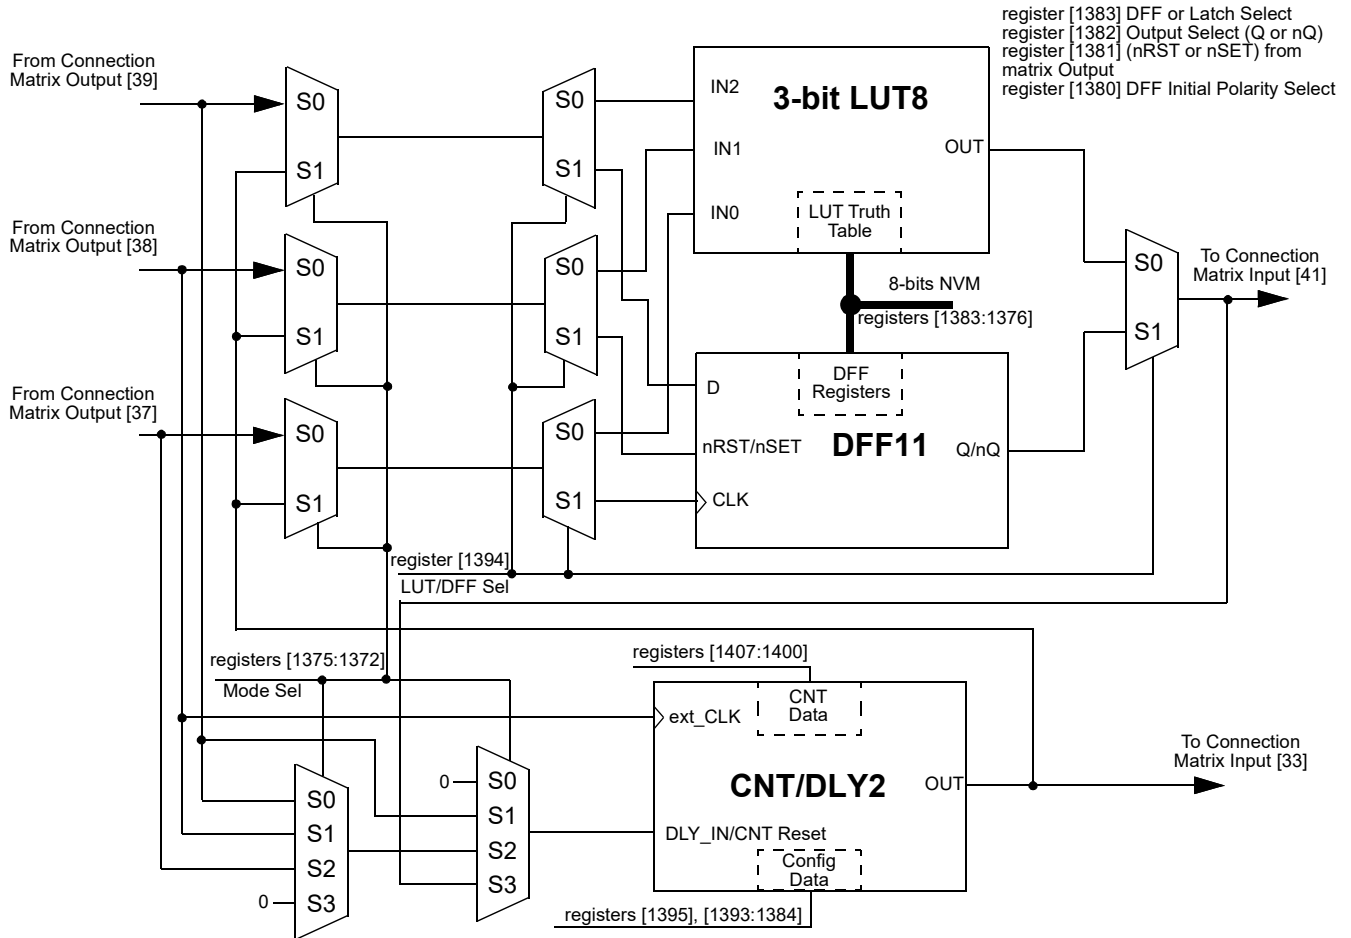 register [1383] DFF or Latch Select
register [1382] Output Select (Q or nQ)
register [1381] (nRST or nSET) from
matrix Output
register [1380] DFF Initial Polarity Select
From Connection
Matrix Output [39]
S0
S1
S0
S1
IN2
3-bit LUT8
IN1
OUT
IN0
LUT Truth
Table
From Connection
Matrix Output [38]
S0
S1
S0
S1
S0
S1
To Connection
Matrix Input [41]
8-bits NVM
registers [1383:1376]
From Connection
Matrix Output [37]
S0
S1
S0
S1
DFF
Registers
D
nRST/nSET
DFF11
Q/nQ
CLK
register [1394]
LUT/DFF Sel
registers [1375:1372]
Mode Sel
registers [1407:1400]
CNT
Data
ext_CLK
CNT/DLY2
OUT
To Connection
Matrix Input [33]
DLY_IN/CNT Reset
Config
Data
0
S0
S1
S2
S3
S0
S1
S2
0
S3
registers [1395], [1393:1384]